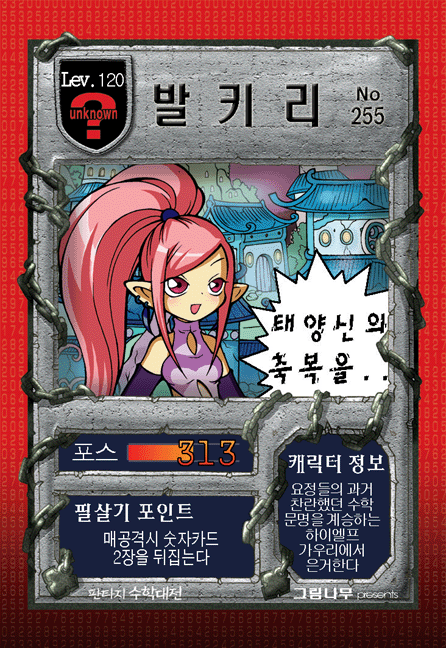 Lev. 120
unknown
?
발키리
No
255
태양신의
축복을..
포스 313
필살기 포인트
매공격시 숫자카드
2장을 뒤집는다
캐릭터 정보
요정들의 과거
찬란했던 수학
문명을 계승하는
하이엘프
가우리에서
은거한다
판타지 수학대전
그림나무 presents